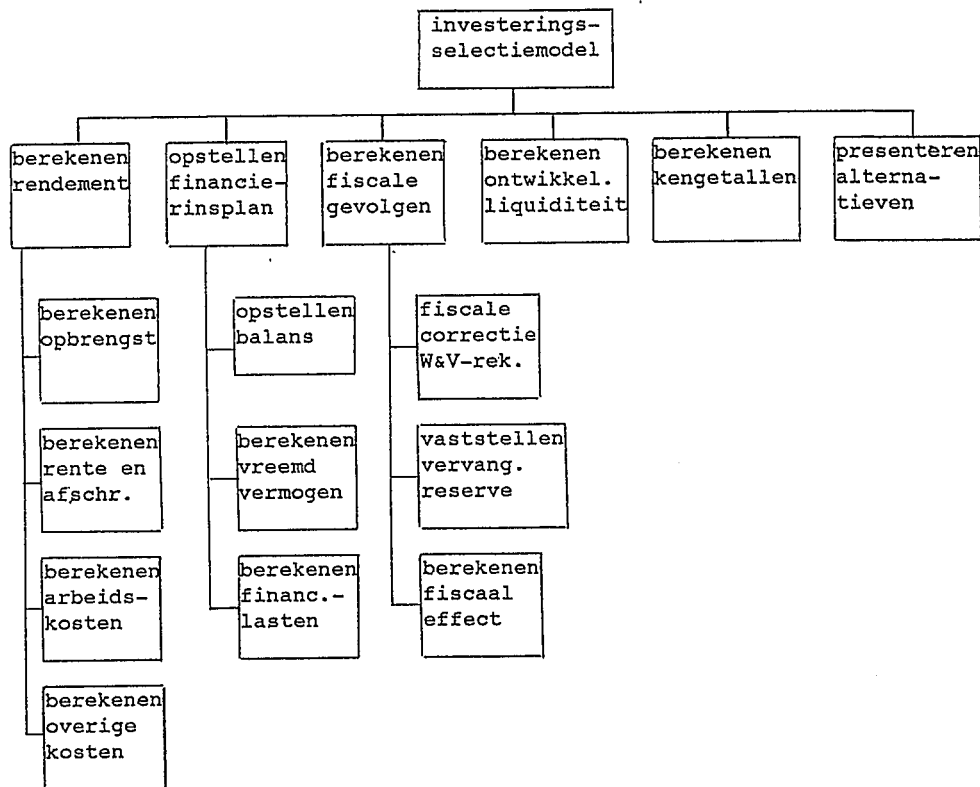 investerings-
selectiemodel
berekenen
rendement
opstellen
financie-
rinsplan
berekenen
fiscale
gevolgen
berekenen
ontwikkel.
liquiditeit
berekenen
kengetallen
presenteren
alterna-
tieven
berekenen
opbrengst
berekenen
rente en
afschr.
berekenen
arbeids-
kosten
berekenen
overige
kosten
opstellen
balans
berekenen
vreemd
vermogen
berekenen
financ.-
lasten
fiscale
correctie
W&V-rek.
vaststellen
vervang.
reserve
berekenen
fiscaal
effect